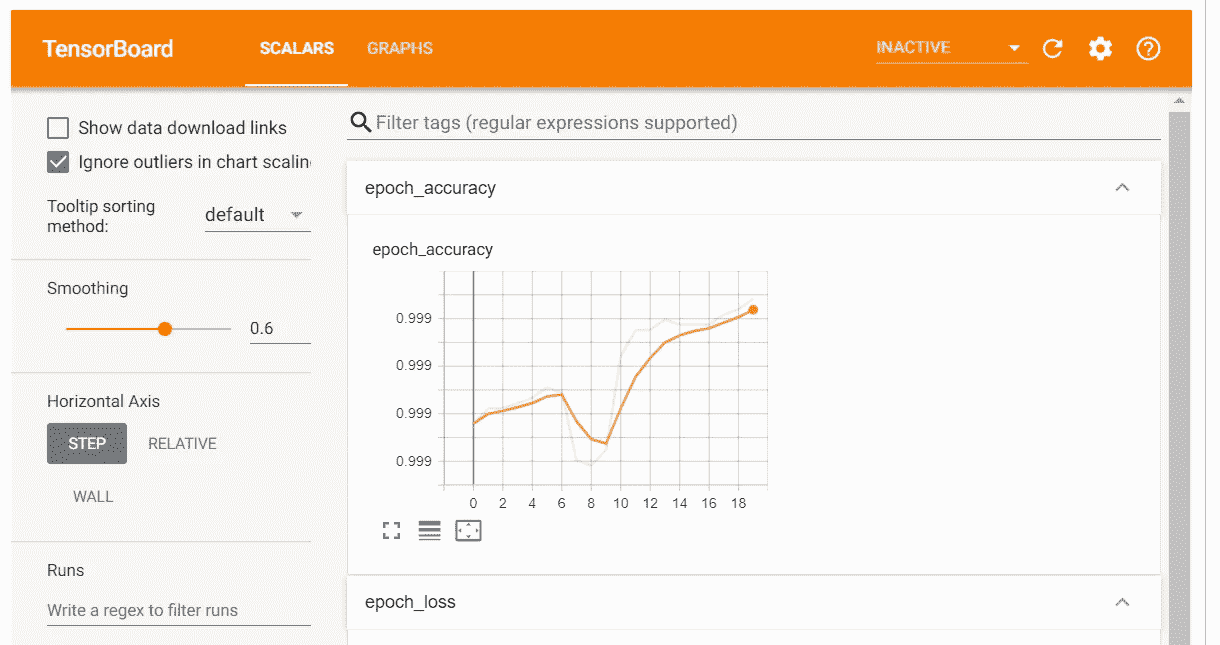 TensorBoard
SCALARS
GRAPHS
INACTIVE
Show data download links
Ignore outliers in chart scalin
Tooltip sorting
method:
default
Smoothing
0.6
Horizontal Axis
STEP
RELATIVE
WALL
Runs
Write a regex to filter runs
Filter tags (regular expressions supported)
epoch_accuracy
epoch_accuracy
0.999
0.999
0.999
0.999
0 2 4 6 8 10 12 14 16 18
epoch_loss